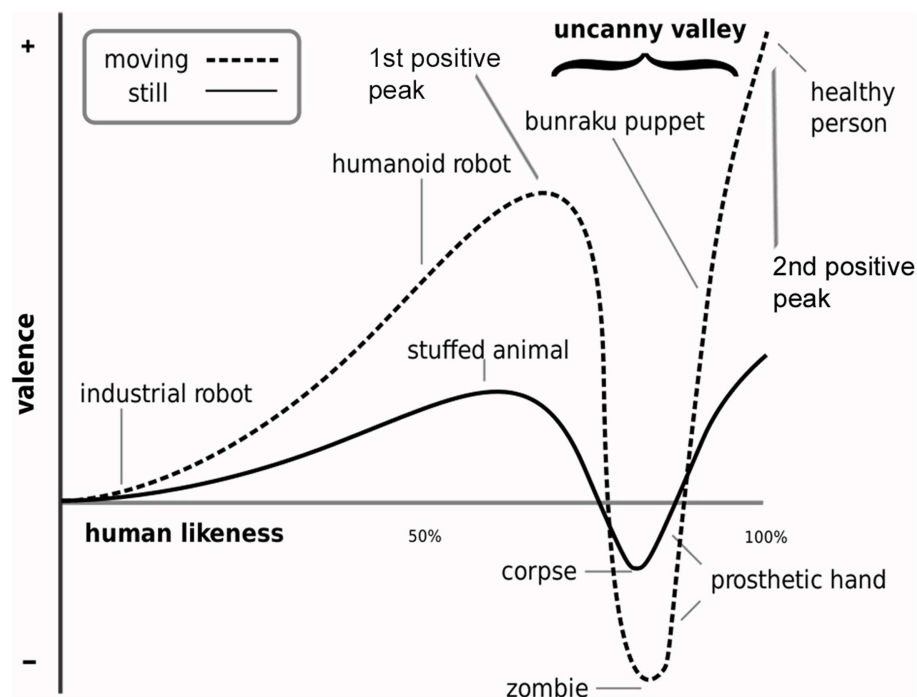 +
uncanny valley
moving
still
1st positive
peak
healthy
person
bunraku puppet
humanoid robot
2nd positive
peak
stuffed animal
valence
industrial robot
human likeness
50%
100%
corpse
prosthetic hand
–
zombie